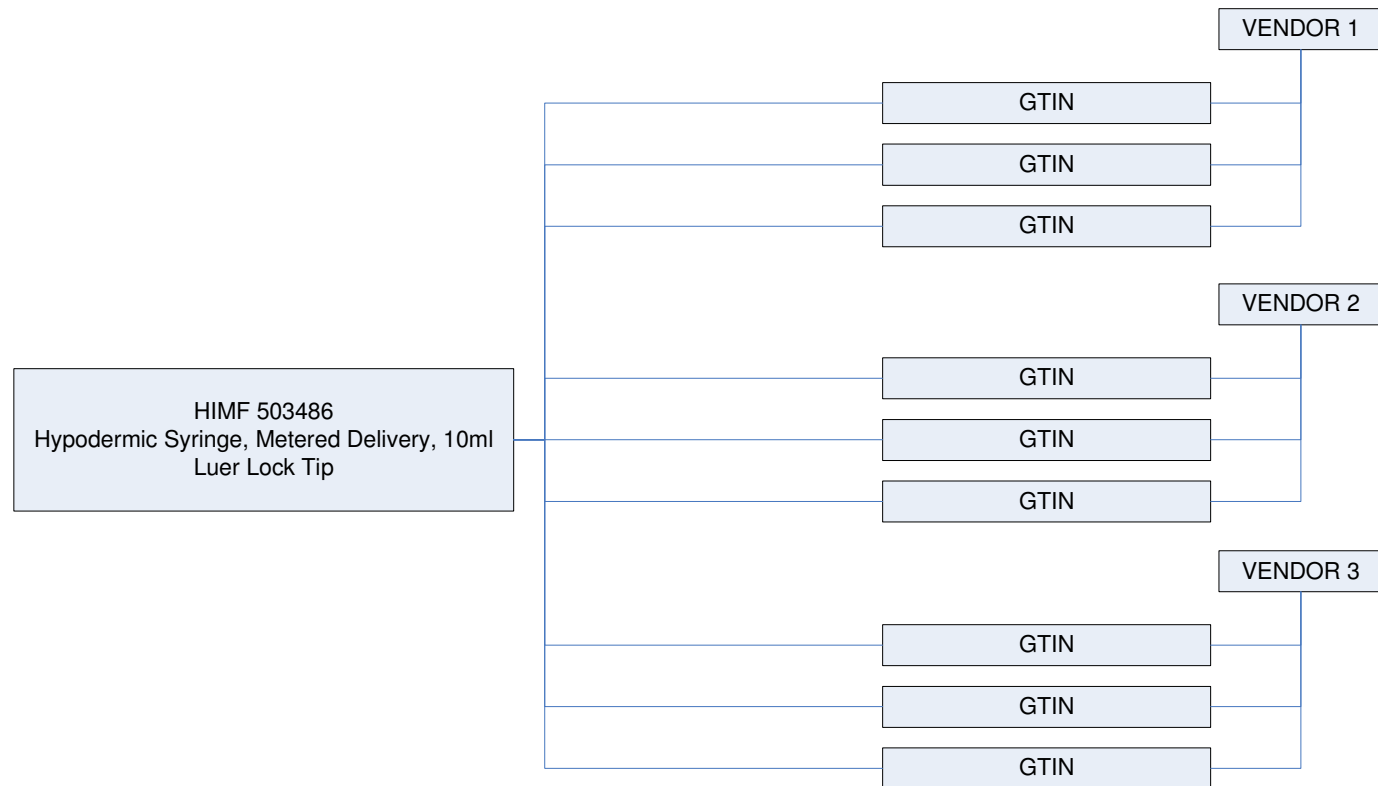 VENDOR 1
GTIN
GTIN
GTIN
VENDOR 2
HIMF 503486
Hypodermic Syringe, Metered Delivery, 10ml
Luer Lock Tip
GTIN
GTIN
GTIN
VENDOR 3
GTIN
GTIN
GTIN